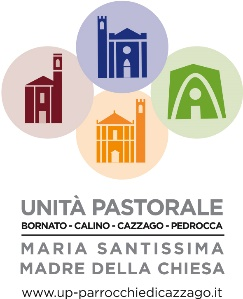 UNITÀ PASTORALE
BORNATO - CALINO - CAZZAGO - PEDROCCA
MARIA SANTISSIMA
MADRE DELLA CHIESA
www.up-parrocchiedicazzago.it